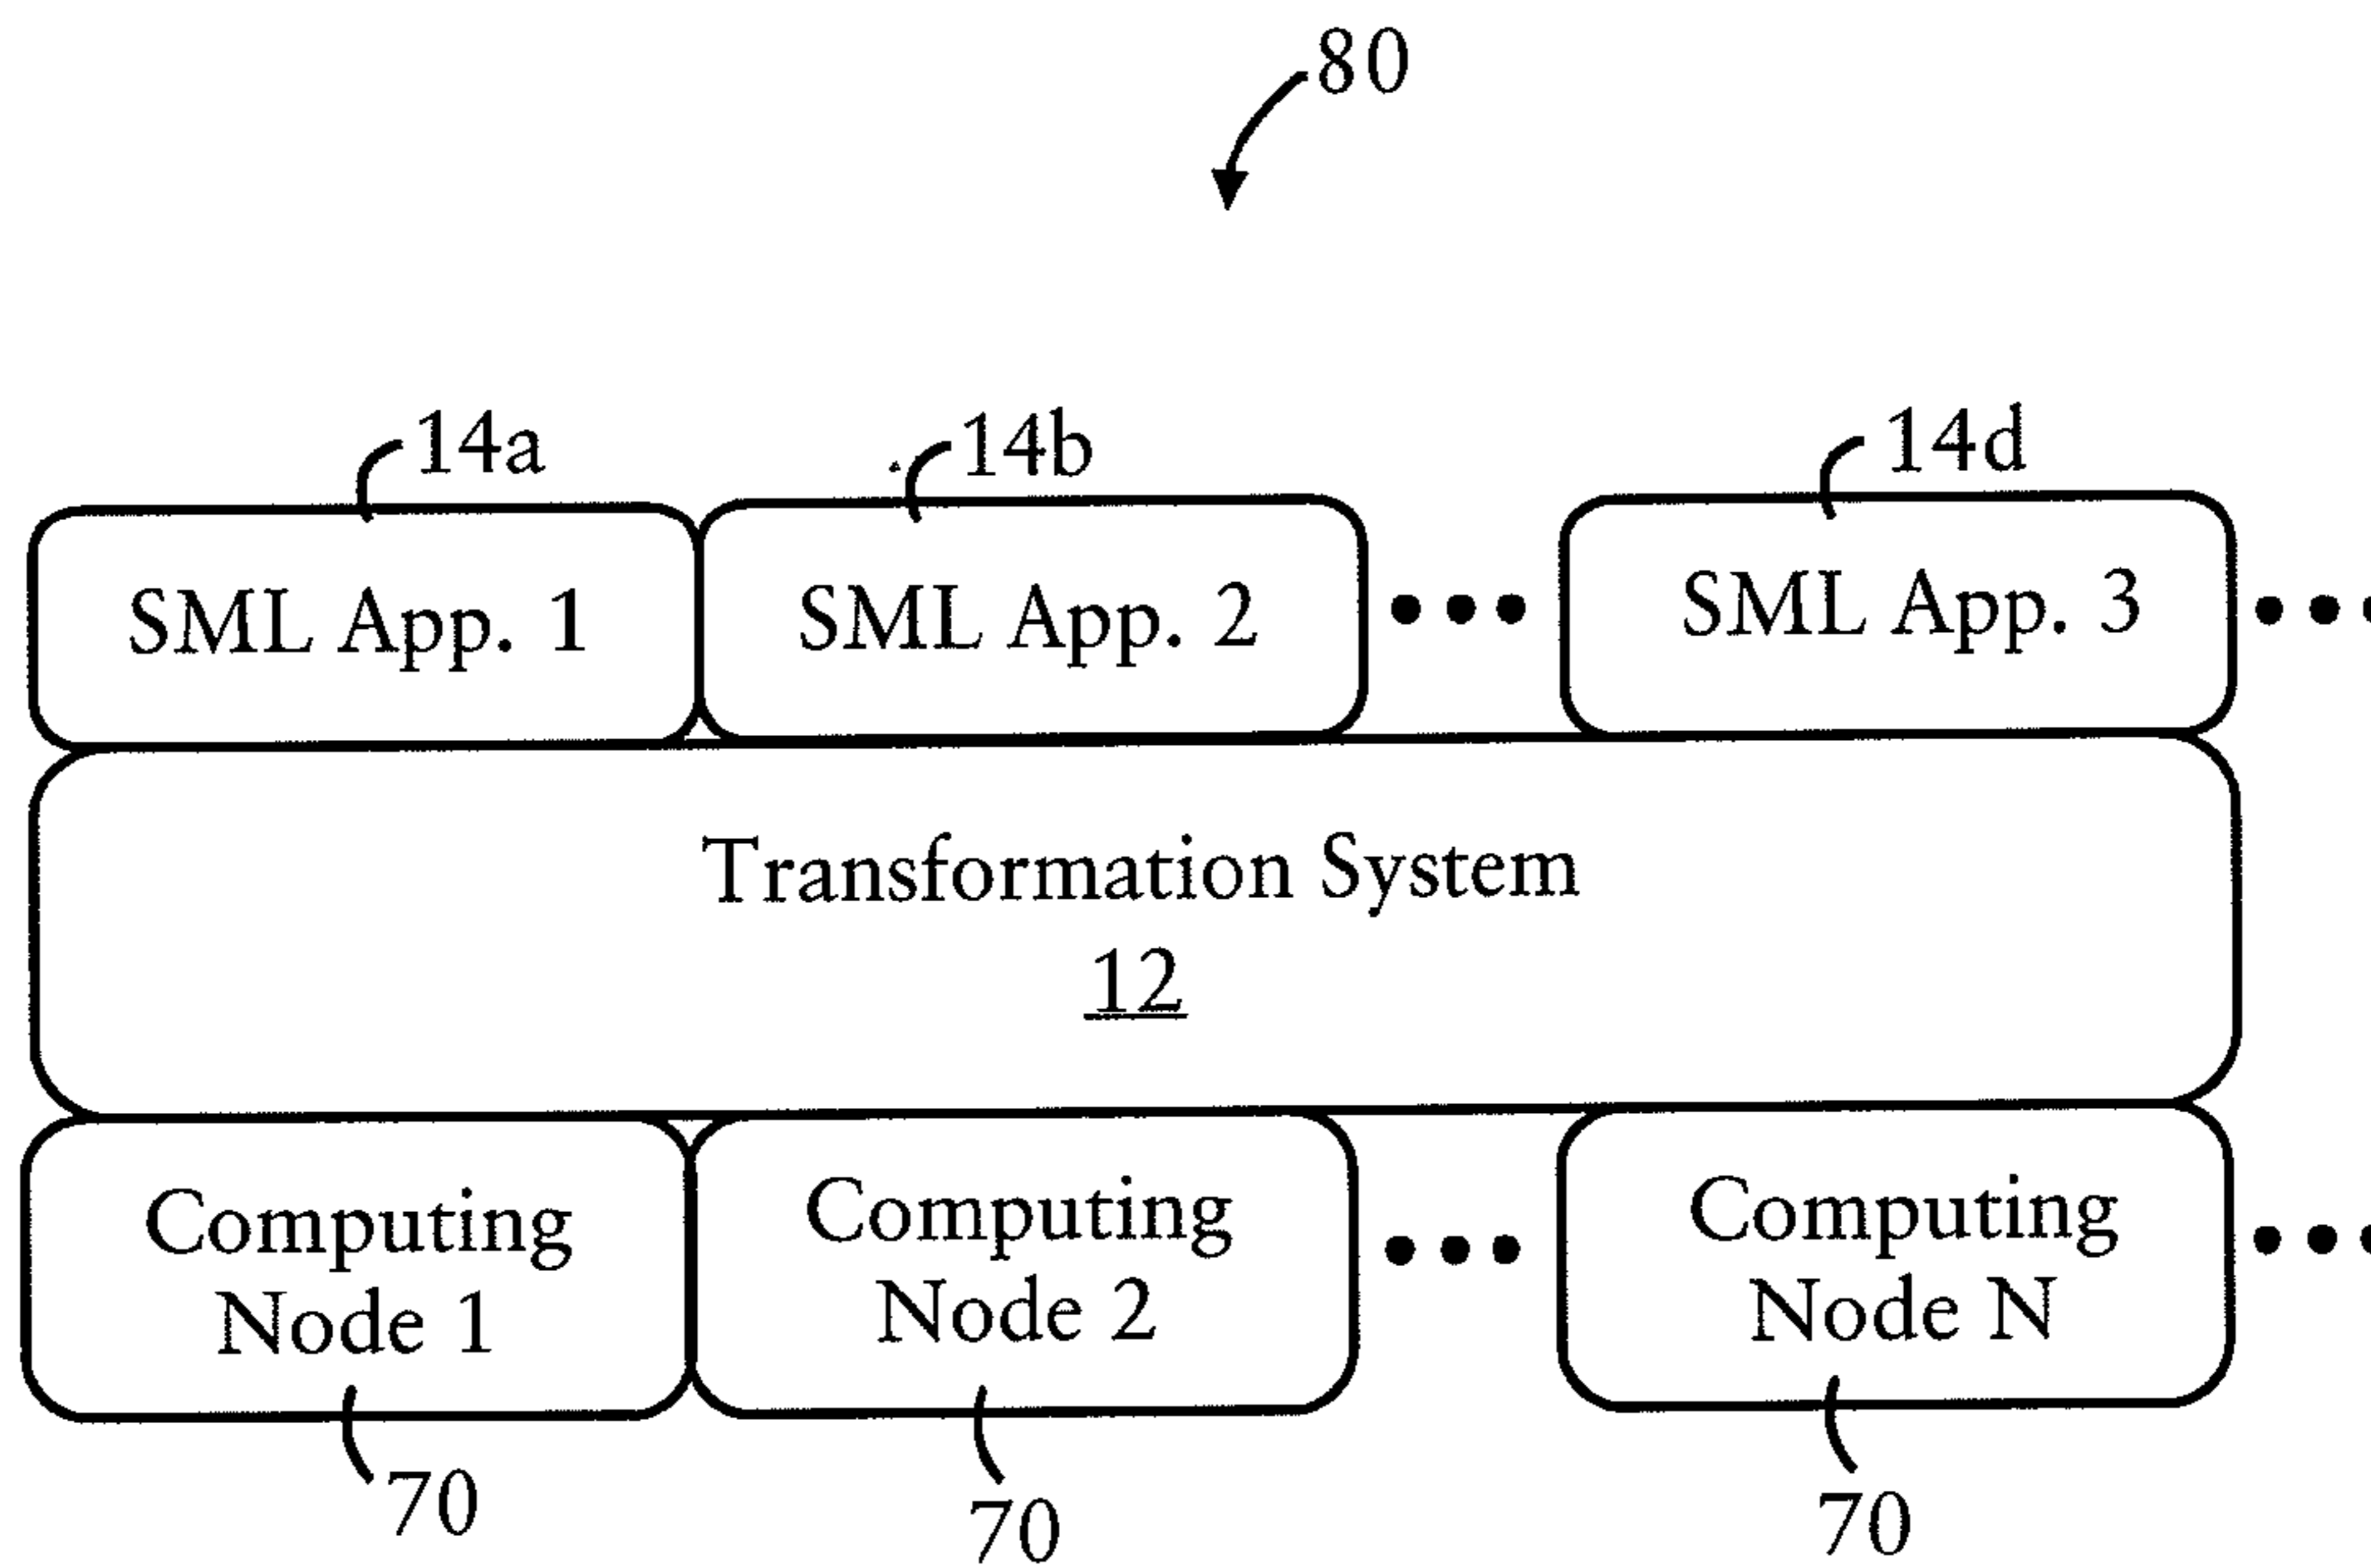 80
14a 14b 14d
SML App. 1 SML App. 2 SML App. 3
Transformation System
12
Computing Computing Computing
Node 1 Node 2 Node N
70 70 70